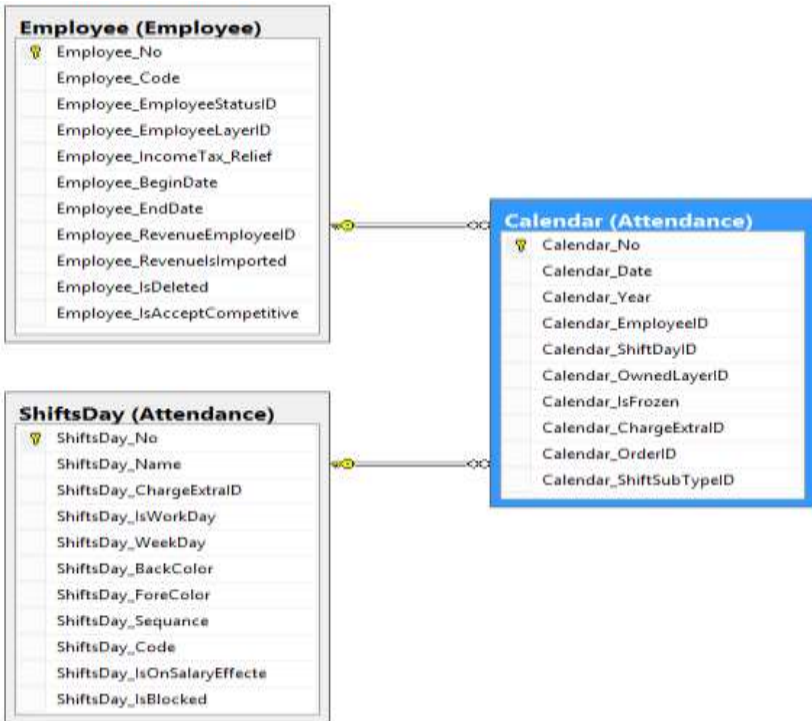 Employee (Employee)
Employee_No
Employee_Code
Employee_EmployeeStatusID
Employee_EmployeeLayerID
Employee_IncomeTax_Relief
Employee_BeginDate
Employee_EndDate
Employee_RevenueEmployeeID
Employee_RevenueIsImported
Employee_IsDeleted
Employee_IsAcceptCompetitive
Calendar (Attendance)
Calendar_No
Calendar_Date
Calendar_Year
Calendar_EmployeeID
Calendar_ShiftDayID
Calendar_OwnedLayerID
Calendar_IsFrozen
Calendar_ChargeExtraID
Calendar_OrderID
Calendar_ShiftSubTypeID
ShiftsDay (Attendance)
ShiftsDay_No
ShiftsDay_Name
ShiftsDay_ChargeExtraID
ShiftsDay_IsWorkDay
ShiftsDay_WeekDay
ShiftsDay_BackColor
ShiftsDay_ForeColor
ShiftsDay_Sequance
ShiftsDay_Code
ShiftsDay_IsOnSalaryEffecte
ShiftsDay_IsBlocked